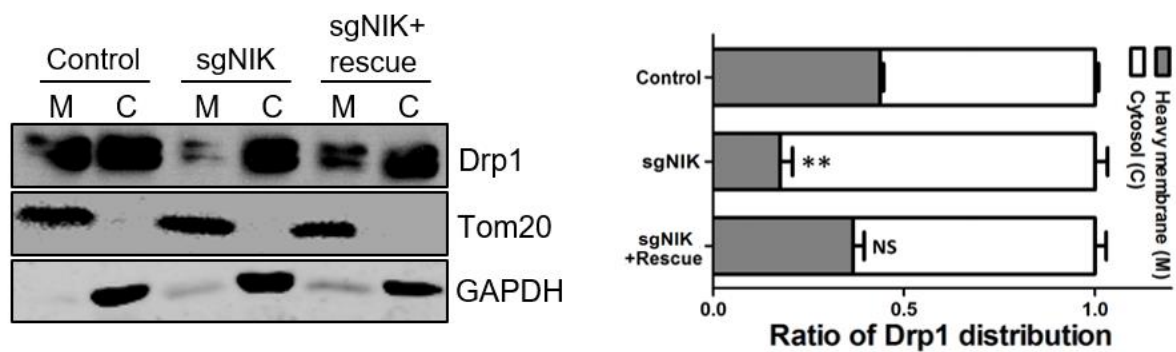 Control
sgNIK
sgNIK+
rescue
M C M C M C
Drp1
Tom20
GAPDH
Control
sgNIK
**
sgNIK
+Rescue
NS
0.0 0.5 1.0
Ratio of Drp1 distribution
Heavy membrane (M)
Cytosol (C)